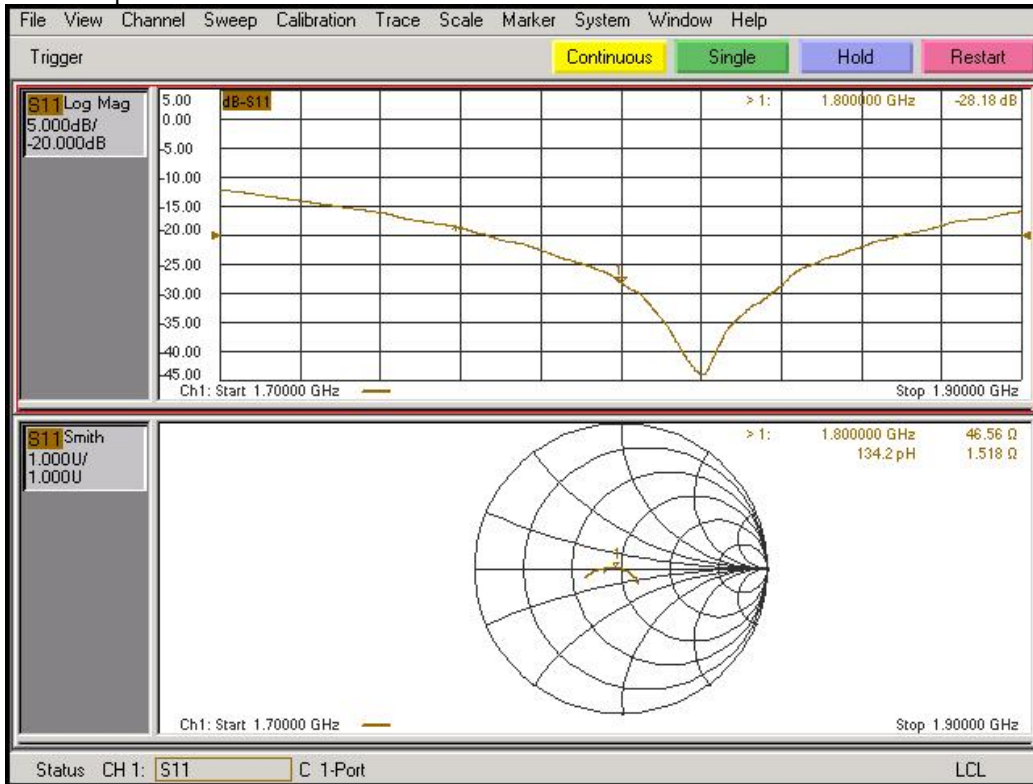 File View Channel Sweep Calibration Trace Scale Marker System Window Help
Trigger Continuous Single Hold Restart
S11 Log Mag
5.000dB/
-20.000dB
dB-S11
> 1: 1.800000 GHz -28.18 dB
5.00
0.00
-5.00
-10.00
-15.00
-20.00
-25.00
-30.00
-35.00
-40.00
-45.00
Ch1: Start 1.70000 GHz Stop 1.90000 GHz
S11 Smith
1.000U/
1.000U
> 1: 1.800000 GHz 46.56 Ω
134.2 pH 1.518 Ω
Ch1: Start 1.70000 GHz Stop 1.90000 GHz
Status CH 1: S11 C 1-Port LCL